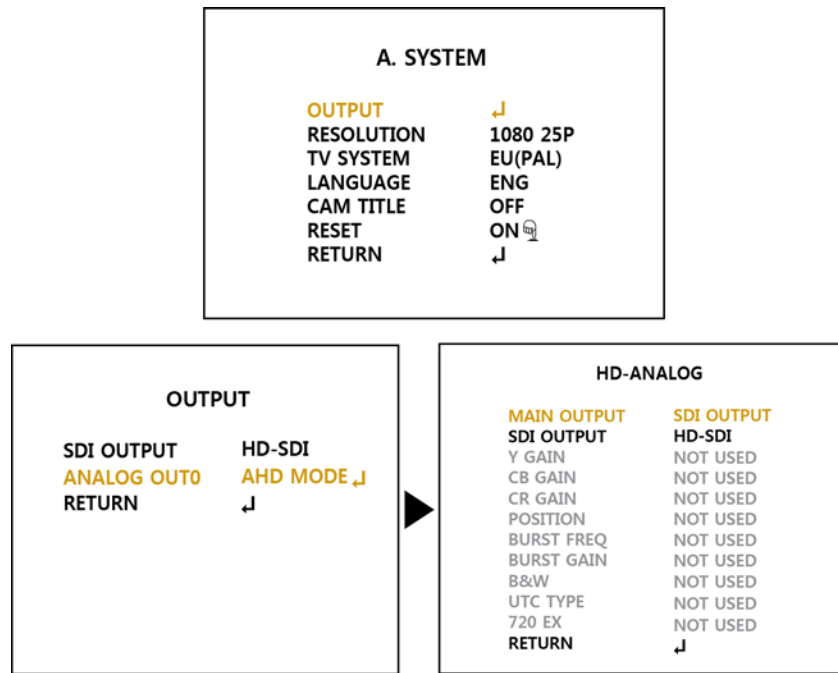 A. SYSTEM
OUTPUT ↲
RESOLUTION 1080 25P
TV SYSTEM EU(PAL)
LANGUAGE ENG
CAM TITLE OFF
RESET ON
RETURN ↲
OUTPUT
SDI OUTPUT HD-SDI
ANALOG OUT0 AHD MODE ↲
RETURN ↲
HD-ANALOG
MAIN OUTPUT SDI OUTPUT
SDI OUTPUT HD-SDI
Y GAIN NOT USED
CB GAIN NOT USED
CR GAIN NOT USED
POSITION NOT USED
BURST FREQ NOT USED
BURST GAIN NOT USED
B&W NOT USED
UTC TYPE NOT USED
720 EX NOT USED
RETURN ↲